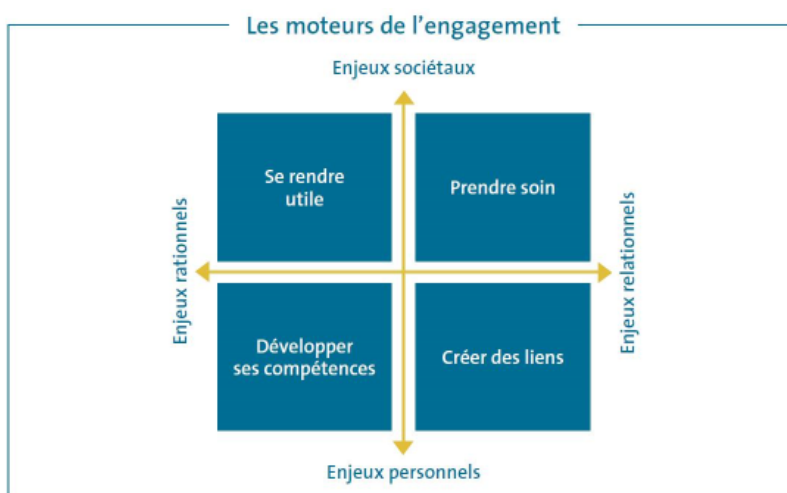 Les moteurs de l’engagement
Enjeux sociétaux
Se rendre
utile
Prendre soin
Enjeux rationnels
Enjeux relationnels
Développer
ses compétences
Créer des liens
Enjeux personnels